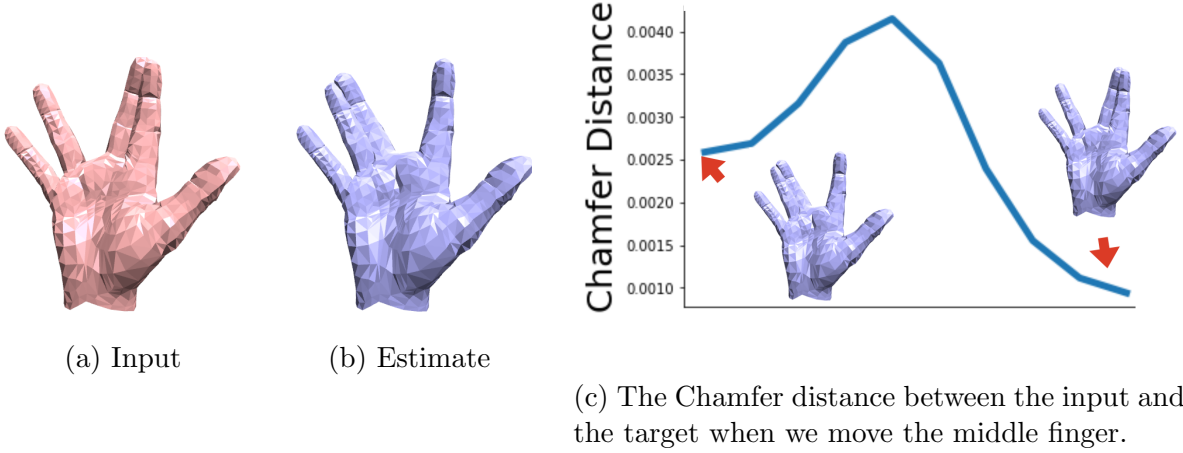 Chamfer Distance
0.0040
0.0035
0.0030
0.0025
0.0020
0.0015
0.0010
(a) Input
(b) Estimate
(c) The Chamfer distance between the input and
the target when we move the middle finger.